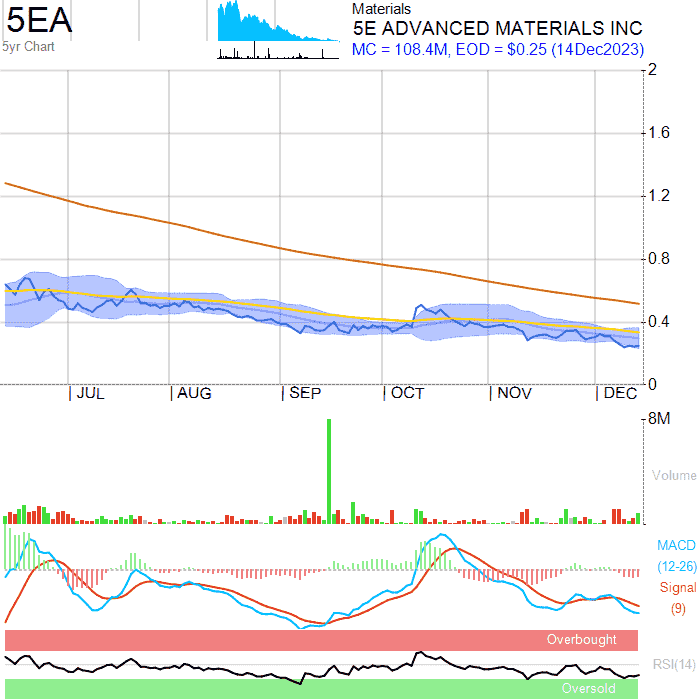 5EA
5yr Chart
Materials
5E ADVANCED MATERIALS INC
MC = 108.4M, EOD = $0.25 (14Dec2023)
2
1.6
1.2
0.8
0.4
0
JUL
AUG
SEP
OCT
NOV
DEC
8M
Volume
MACD
(12-26)
Signal
(9)
Overbought
RSI(14)
Oversold